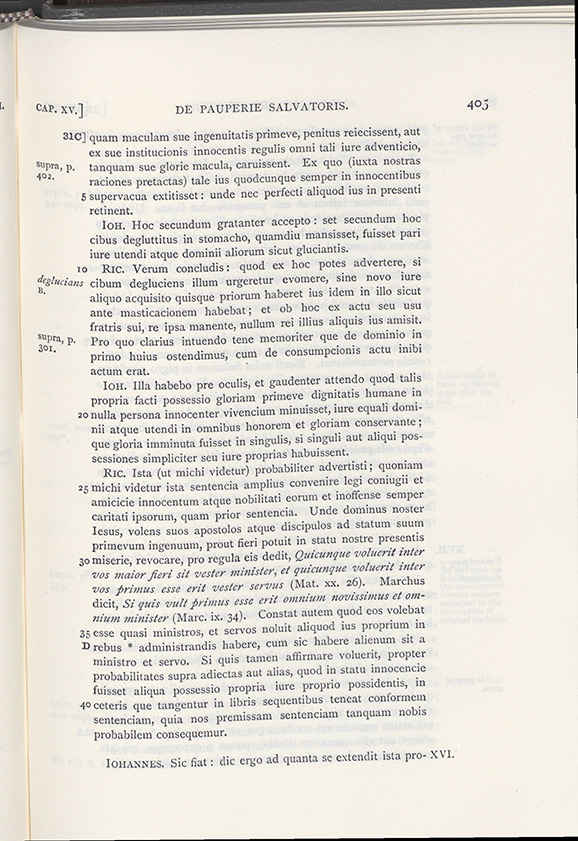 CAP. XV.] DE PAUPERIE SALVATORIS. 405
31C] quam maculam sue ingenuitatis primeve, penitus reiecissent, aut
ex sue institucionis innocentis regulis omni tali iure adventicio,
supra, p. tanquam sue glorie macula, caruissent. Ex quo (iuxta nostras
402. raciones pretactas) tale ius quodcunque semper in innocentibus
5 supervacua extitisset: unde nec perfecti aliquod ius in presenti
retinent.
IOH. Hoc secundum gratanter accepto: set secundum hoc
cibus degluttitus in stomacho, quamdiu mansisset, fuisset pari
iure utendi atque dominii aliorum sicut gluciantis.
10 RIC. Verum concludis: quod ex hoc potes advertere, si
deglucians cibum degluciens illum urgeretur evomere, sine novo iure
B. aliquo acquisito quisque priorum haberet ius idem in illo sicut
ante masticacionem habebat; et ob hoc ex actu seu usu
fratris sui, re ipsa manente, nullum rei illius aliquis ius amisit.
supra, p. Pro quo clarius intuendo tene memoriter que de dominio in
301. primo huius ostendimus, cum de consumpcionis actu inibi
actum erat.
IOH. Illa habebo pre oculis, et gaudenter attendo quod talis
propria facti possessio gloriam primeve dignitatis humane in
20 nulla persona innocenter vivencium minuisset, iure equali domi-
nii atque utendi in omnibus honorem et gloriam conservante;
que gloria imminuta fuisset in singulis, si singuli aut aliqui pos-
sessiones simpliciter seu iure proprias habuissent.
RIC. Ista (ut michi videtur) probabiliter advertisti; quoniam
25 michi videtur ista sentencia amplius convenire legi coniugii et
amicicie innocentum atque nobilitati eorum et inoffense semper
caritati ipsorum, quam prior sentencia. Unde dominus noster
Iesus, volens suos apostolos atque discipulos ad statum suum
primevum ingenuum, prout fieri potuit in statu nostre presentis
30 miserie, revocare, pro regula eis dedit, Quicunque voluerit inter
vos maior fieri sit vester minister, et quicunque voluerit inter
vos primus esse erit vester servus (Mat. xx. 26). Marchus
dicit, Si quis vult primus esse erit omnium novissimus et om-
nium minister (Marc. ix. 34). Constat autem quod eos volebat
35 esse quasi ministros, et servos noluit aliquod ius proprium in
D rebus * administrandis habere, cum sic habere alienum sit a
ministro et servo. Si quis tamen affirmare voluerit, propter
probabilitates supra adiectas aut alias, quod in statu innocencie
fuisset aliqua possessio propria iure proprio possidentis, in
40 ceteris que tangentur in libris sequentibus teneat conformem
sentenciam, quia nos premissam sentenciam tanquam nobis
probabilem consequemur.
IOHANNES. Sic fiat: dic ergo ad quanta se extendit ista pro- XVI.